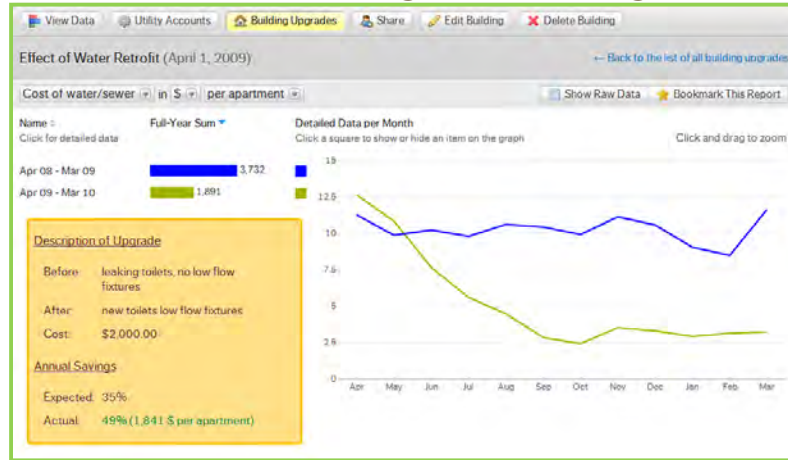 View Data Utility Accounts Building Upgrades Share Edit Building Delete Building
Effect of Water Retrofit (April 1, 2009) ← Back to the list of all building upgrades
Cost of water/sewer in $ per apartment Show Raw Data Bookmark This Report
Name Full-Year Sum Detailed Data per Month
Click for detailed data Click a square to show or hide an item on the graph Click and drag to zoom
Apr 08 - Mar 09 3,732
Apr 09 - Mar 10 1,891
15
12.5
10
7.5
5
2.5
0
Apr May Jun Jul Aug Sep Oct Nov Dec Jan Feb Mar
Description of Upgrade
Before: leaking toilets, no low flow
fixtures
After: new toilets low flow fixtures
Cost: $2,000.00
Annual Savings
Expected: 35%
Actual: 49% (1,841 $ per apartment)